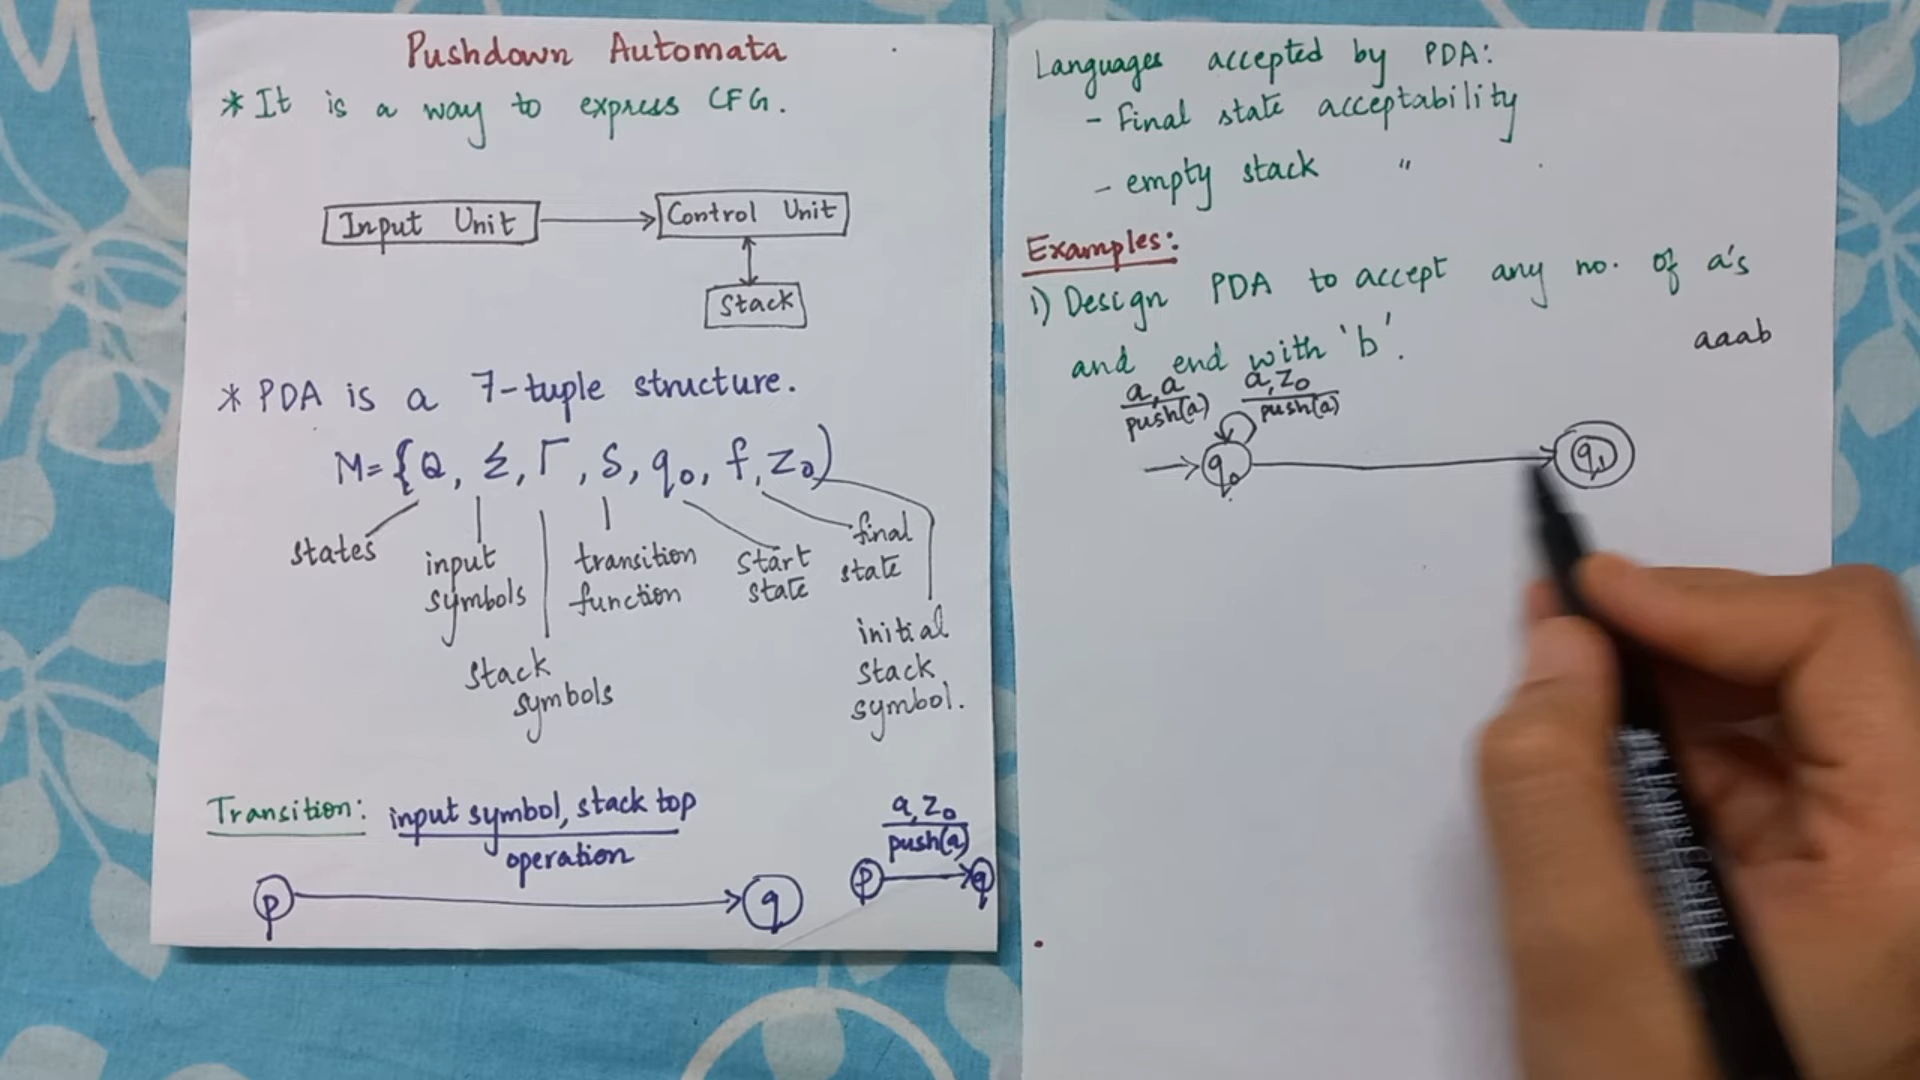 Pushdown Automata
* It is a way to express CFG.
Input Unit
Control Unit
Stack
* PDA is a 7-tuple structure.
M= {Q, Σ, Γ, δ, q0, f, Z0)
states
input symbols
stack symbols
transition function
start state
final state
initial stack symbol.
Transition: input symbol, stack top
operation
p
q
a, Z0
push(a)
p
q
Languages accepted by PDA:
- Final state acceptability
- empty stack "
Examples:
1) Design PDA to accept any no. of a's
and end with 'b'.
aaab
a, a
push(a)
a, Z0
push(a)
q0
q1